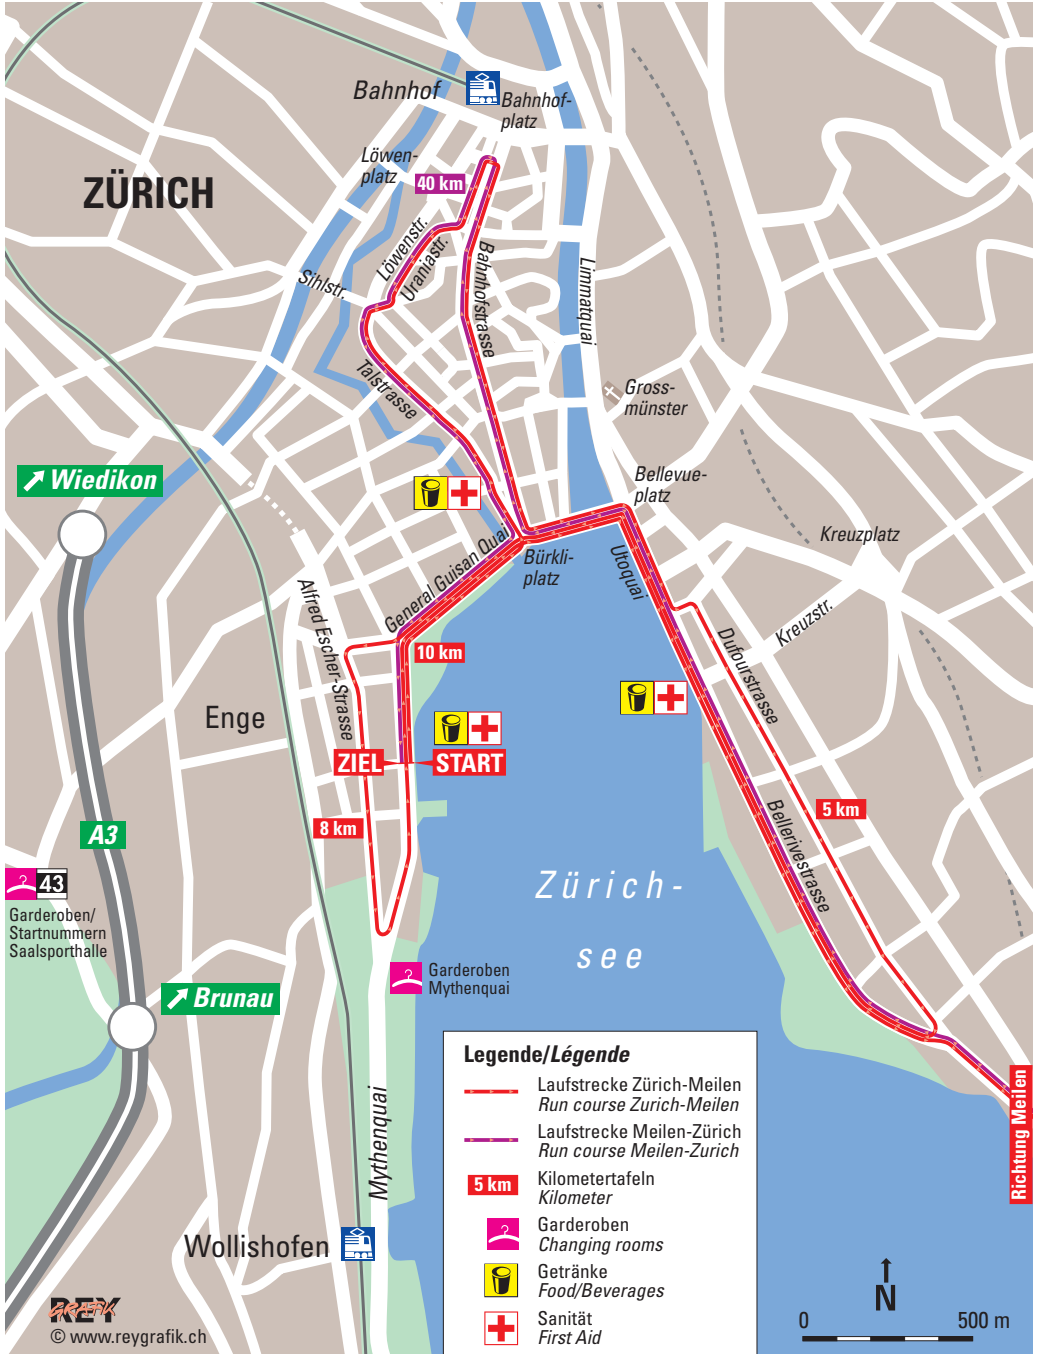 Bahnhof
Bahnhof-
platz
Löwen-
platz
ZÜRICH
40 km
Löwenstr.
Uraniastr.
Bahnhofstrasse
Limmatquai
Sihlstr.
Talstrasse
Gross-
münster
Wiedikon
Bellevue-
platz
Kreuzplatz
General Guisan Quai
Bürkli-
platz
Utoquai
Alfred Escher-Strasse
Kreuzstr.
Dufourstrasse
10 km
Enge
ZIEL
START
8 km
5 km
Bellerivestrasse
A3
43
Garderoben/
Startnummern
Saalsporthalle
Zürich-
see
Garderoben
Mythenquai
Brunau
Mythenquai
Richtung Meilen
Legende/Légende
Laufstrecke Zürich-Meilen
Run course Zurich-Meilen
Laufstrecke Meilen-Zürich
Run course Meilen-Zurich
5 km
Kilometertafeln
Kilometer
Garderoben
Changing rooms
Getränke
Food/Beverages
Sanität
First Aid
Wollishofen
REY
GRAFIK
© www.reygrafik.ch
N
0 500 m